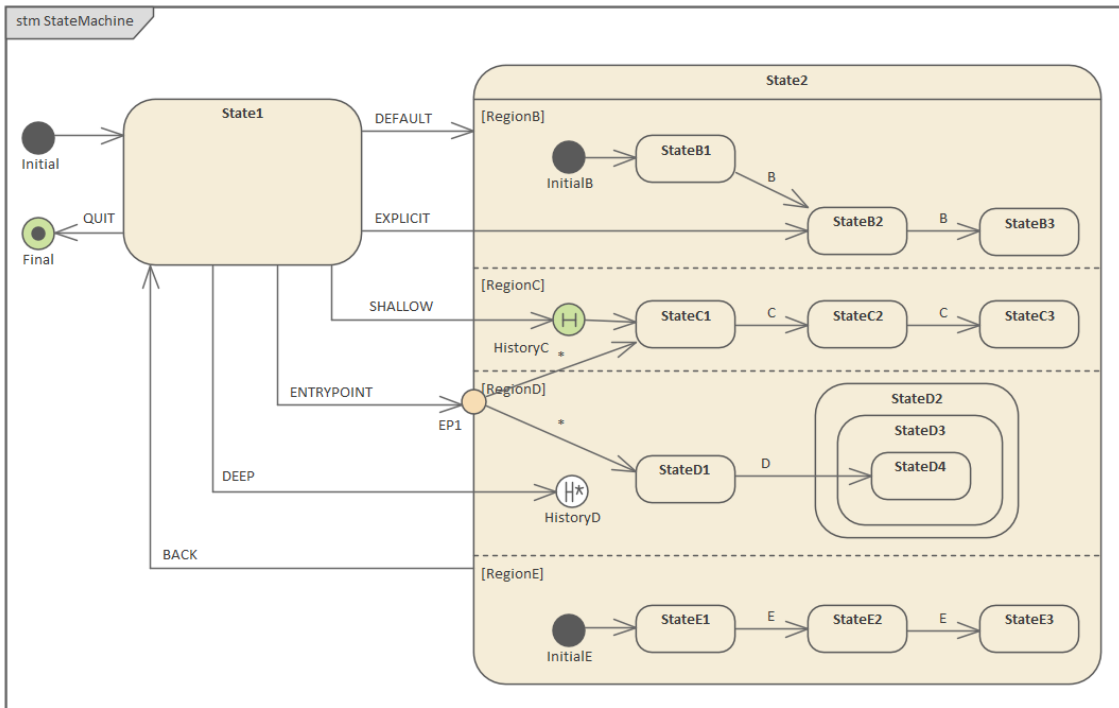 stm StateMachine
State1
State2
DEFAULT
[RegionB]
Initial
InitialB
StateB1
B
QUIT
Final
EXPLICIT
StateB2
B
StateB3
[RegionC]
SHALLOW
HistoryC
StateC1
C
StateC2
C
StateC3
*
ENTRYPOINT
EP1
[RegionD]
*
StateD1
D
StateD2
StateD3
StateD4
DEEP
H*
HistoryD
BACK
[RegionE]
InitialE
StateE1
E
StateE2
E
StateE3
H